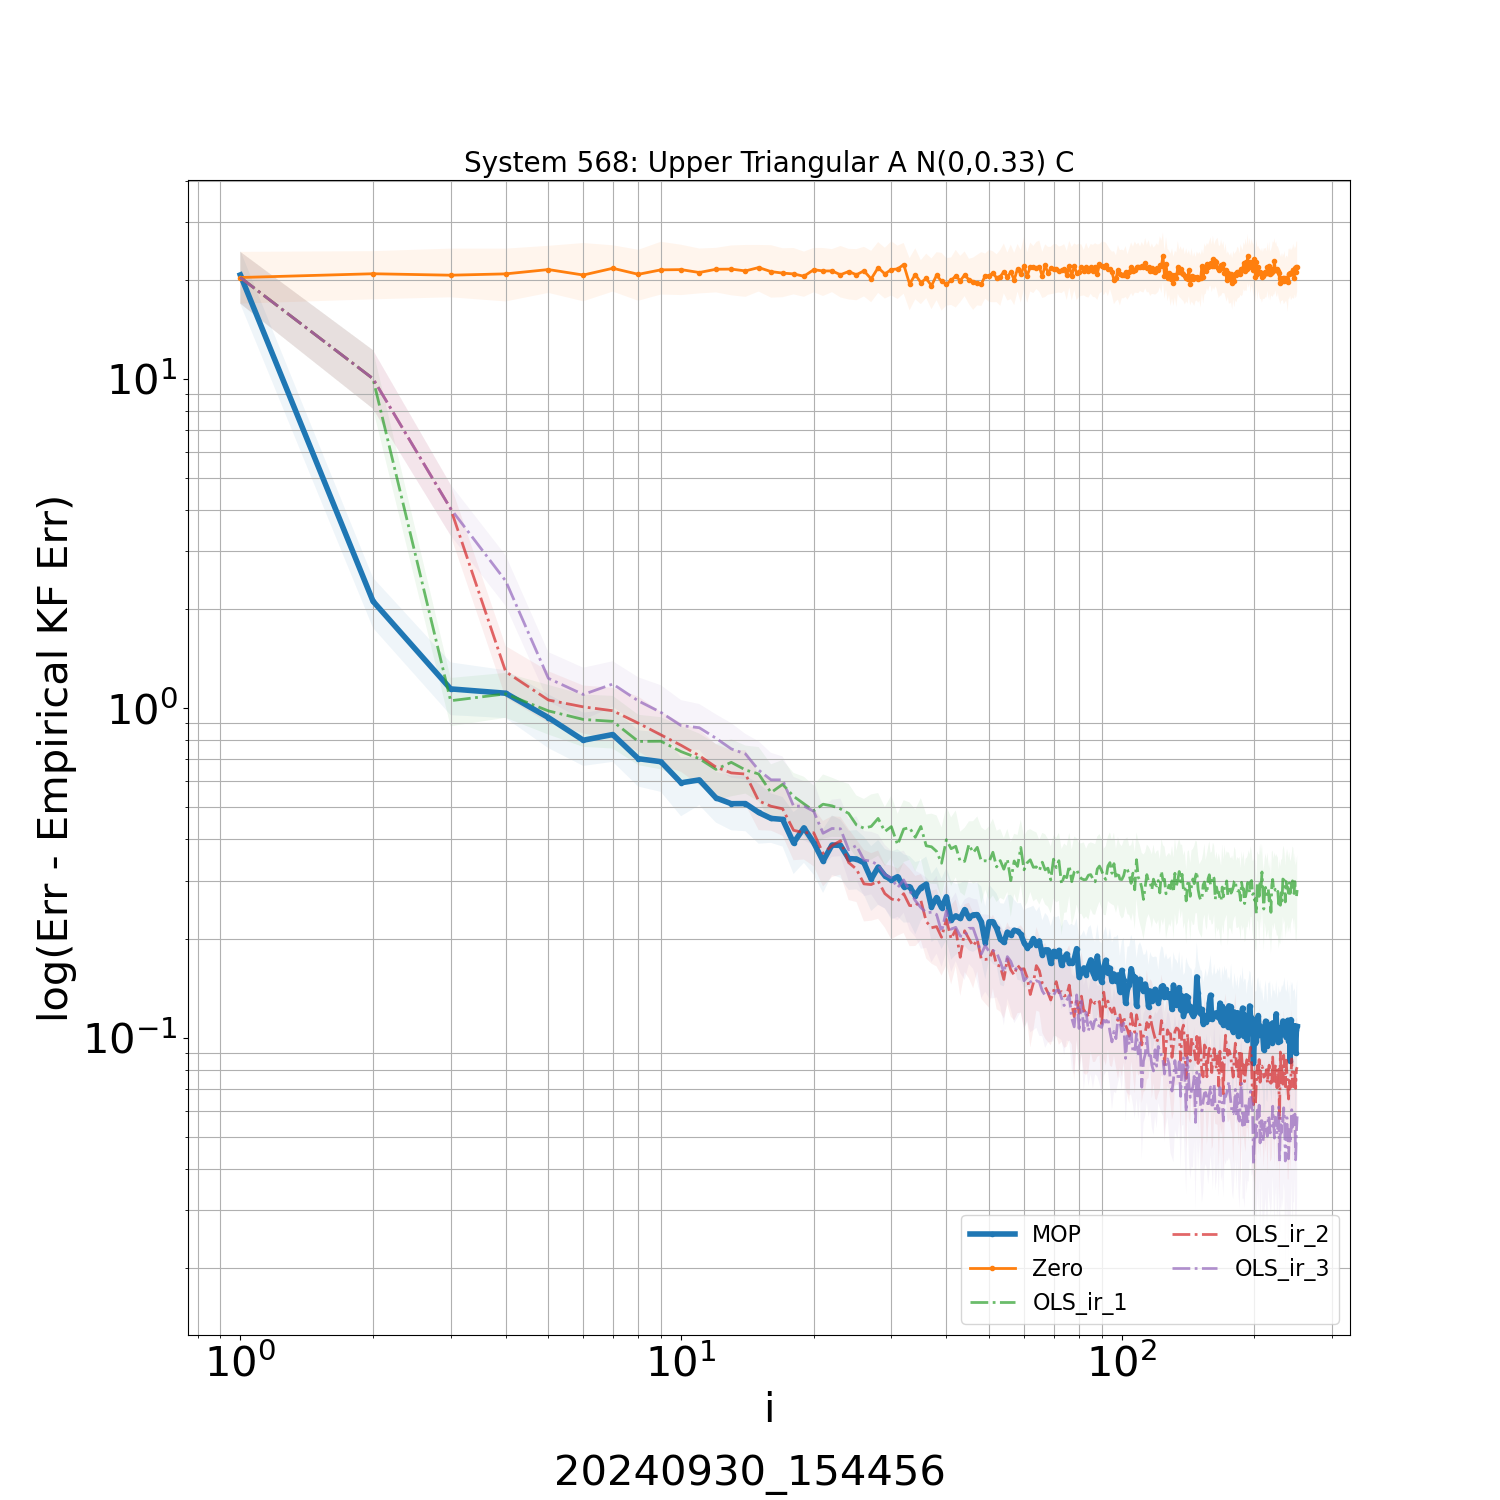 System 568: Upper Triangular A N(0,0.33) C
log(Err - Empirical KF Err)
10^1
10^0
10^−1
10^0 10^1 10^2
i
MOP
Zero
OLS_ir_1
OLS_ir_2
OLS_ir_3
20240930_154456